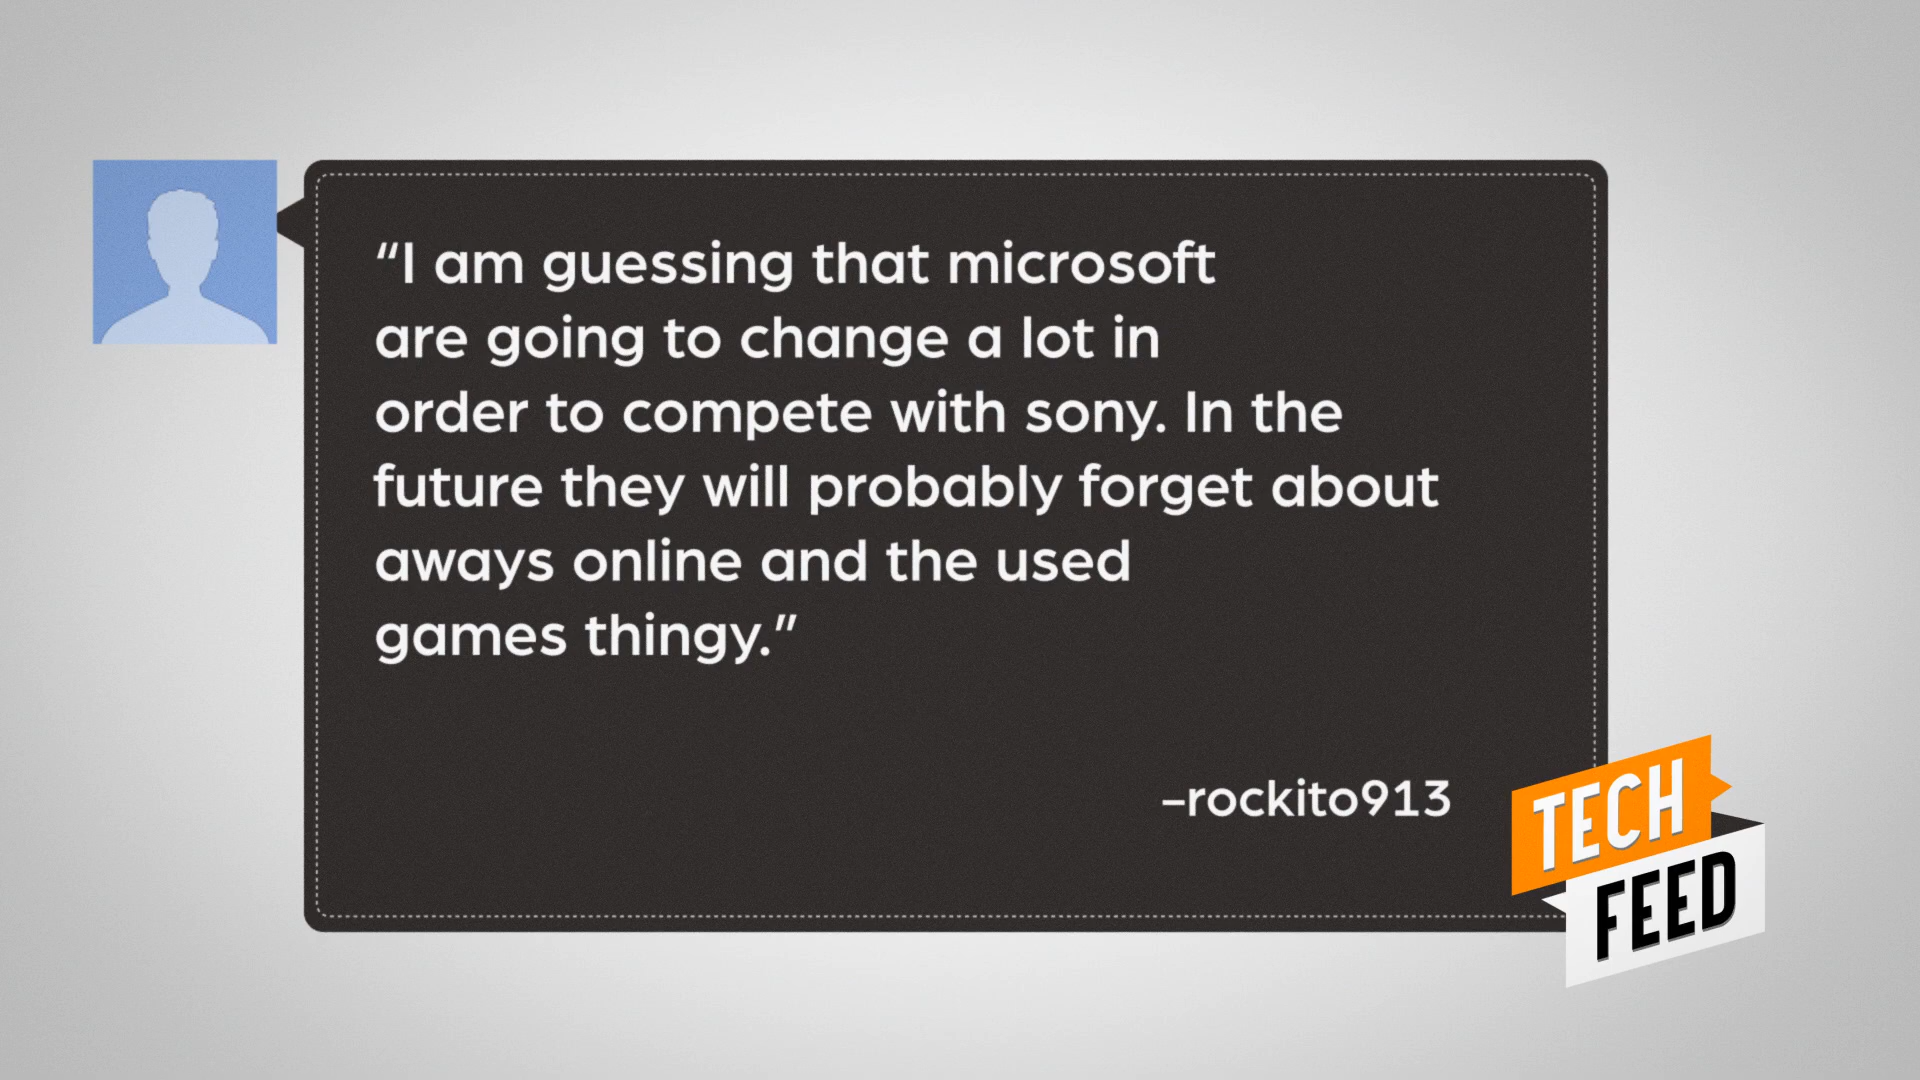 “I am guessing that microsoft
are going to change a lot in
order to compete with sony. In the
future they will probably forget about
aways online and the used
games thingy.”
–rockito913
TECH
FEED